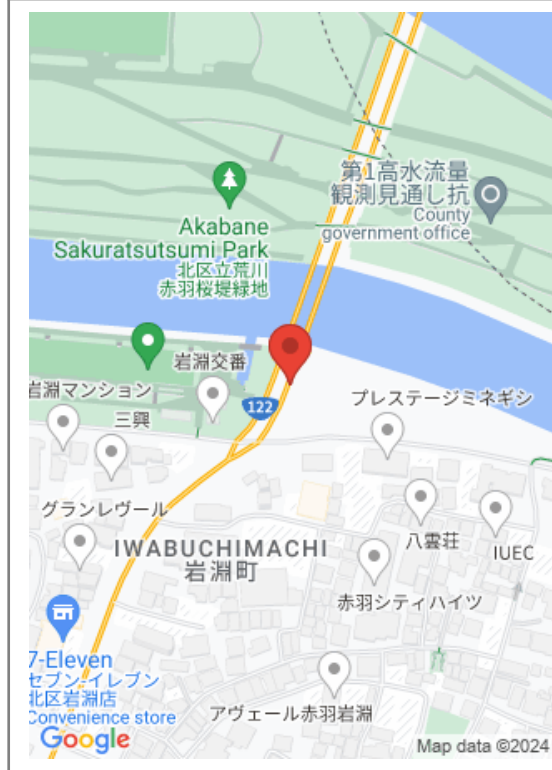 第1高水流量
観測見通し抗
County
government office
Akabane
Sakuratsutsumi Park
北区立荒川
赤羽桜堤緑地
岩淵交番
岩淵マンション
三興
122
プレステージミネギシ
グランレヴール
IWABUCHIMACHI
岩淵町
八雲荘
IUEC
赤羽シティハイツ
7-Eleven
セブン-イレブン
北区岩淵店
Convenience store
アヴェール赤羽岩淵
Google
Map data ©2024